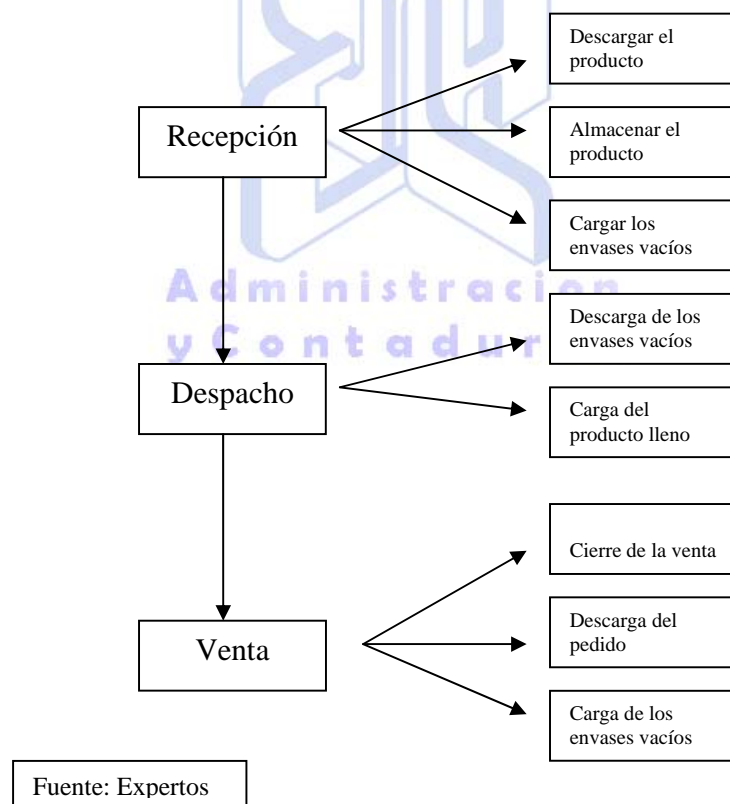 Descargar el
producto
Recepción
Almacenar el
producto
Cargar los
envases vacíos
Administracion
y Contadur
Descarga de los
envases vacíos
Despacho
Carga del
producto lleno
Cierre de la venta
Venta
Descarga del
pedido
Carga de los
envases vacíos
Fuente: Expertos